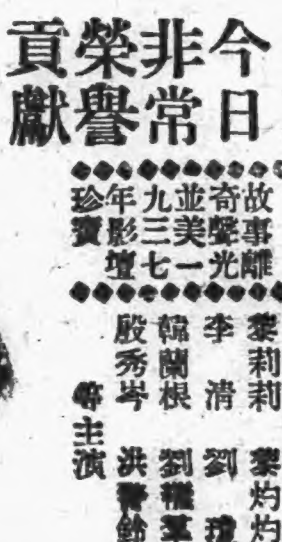 今日
非常
榮譽
貢獻
故事離
奇聲光
並美一
九三七
年影壇
珍寶
黎莉莉 黎灼灼
李 清 劉 瓊
韓蘭根 劉繼羣
殷秀岑 洪警鈴
等主演